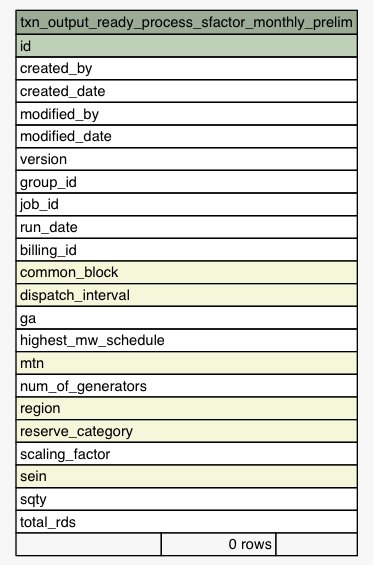 txn_output_ready_process_sfactor_monthly_prelim
id
created_by
created_date
modified_by
modified_date
version
group_id
job_id
run_date
billing_id
common_block
dispatch_interval
ga
highest_mw_schedule
mtn
num_of_generators
region
reserve_category
scaling_factor
sein
sqty
total_rds
0 rows